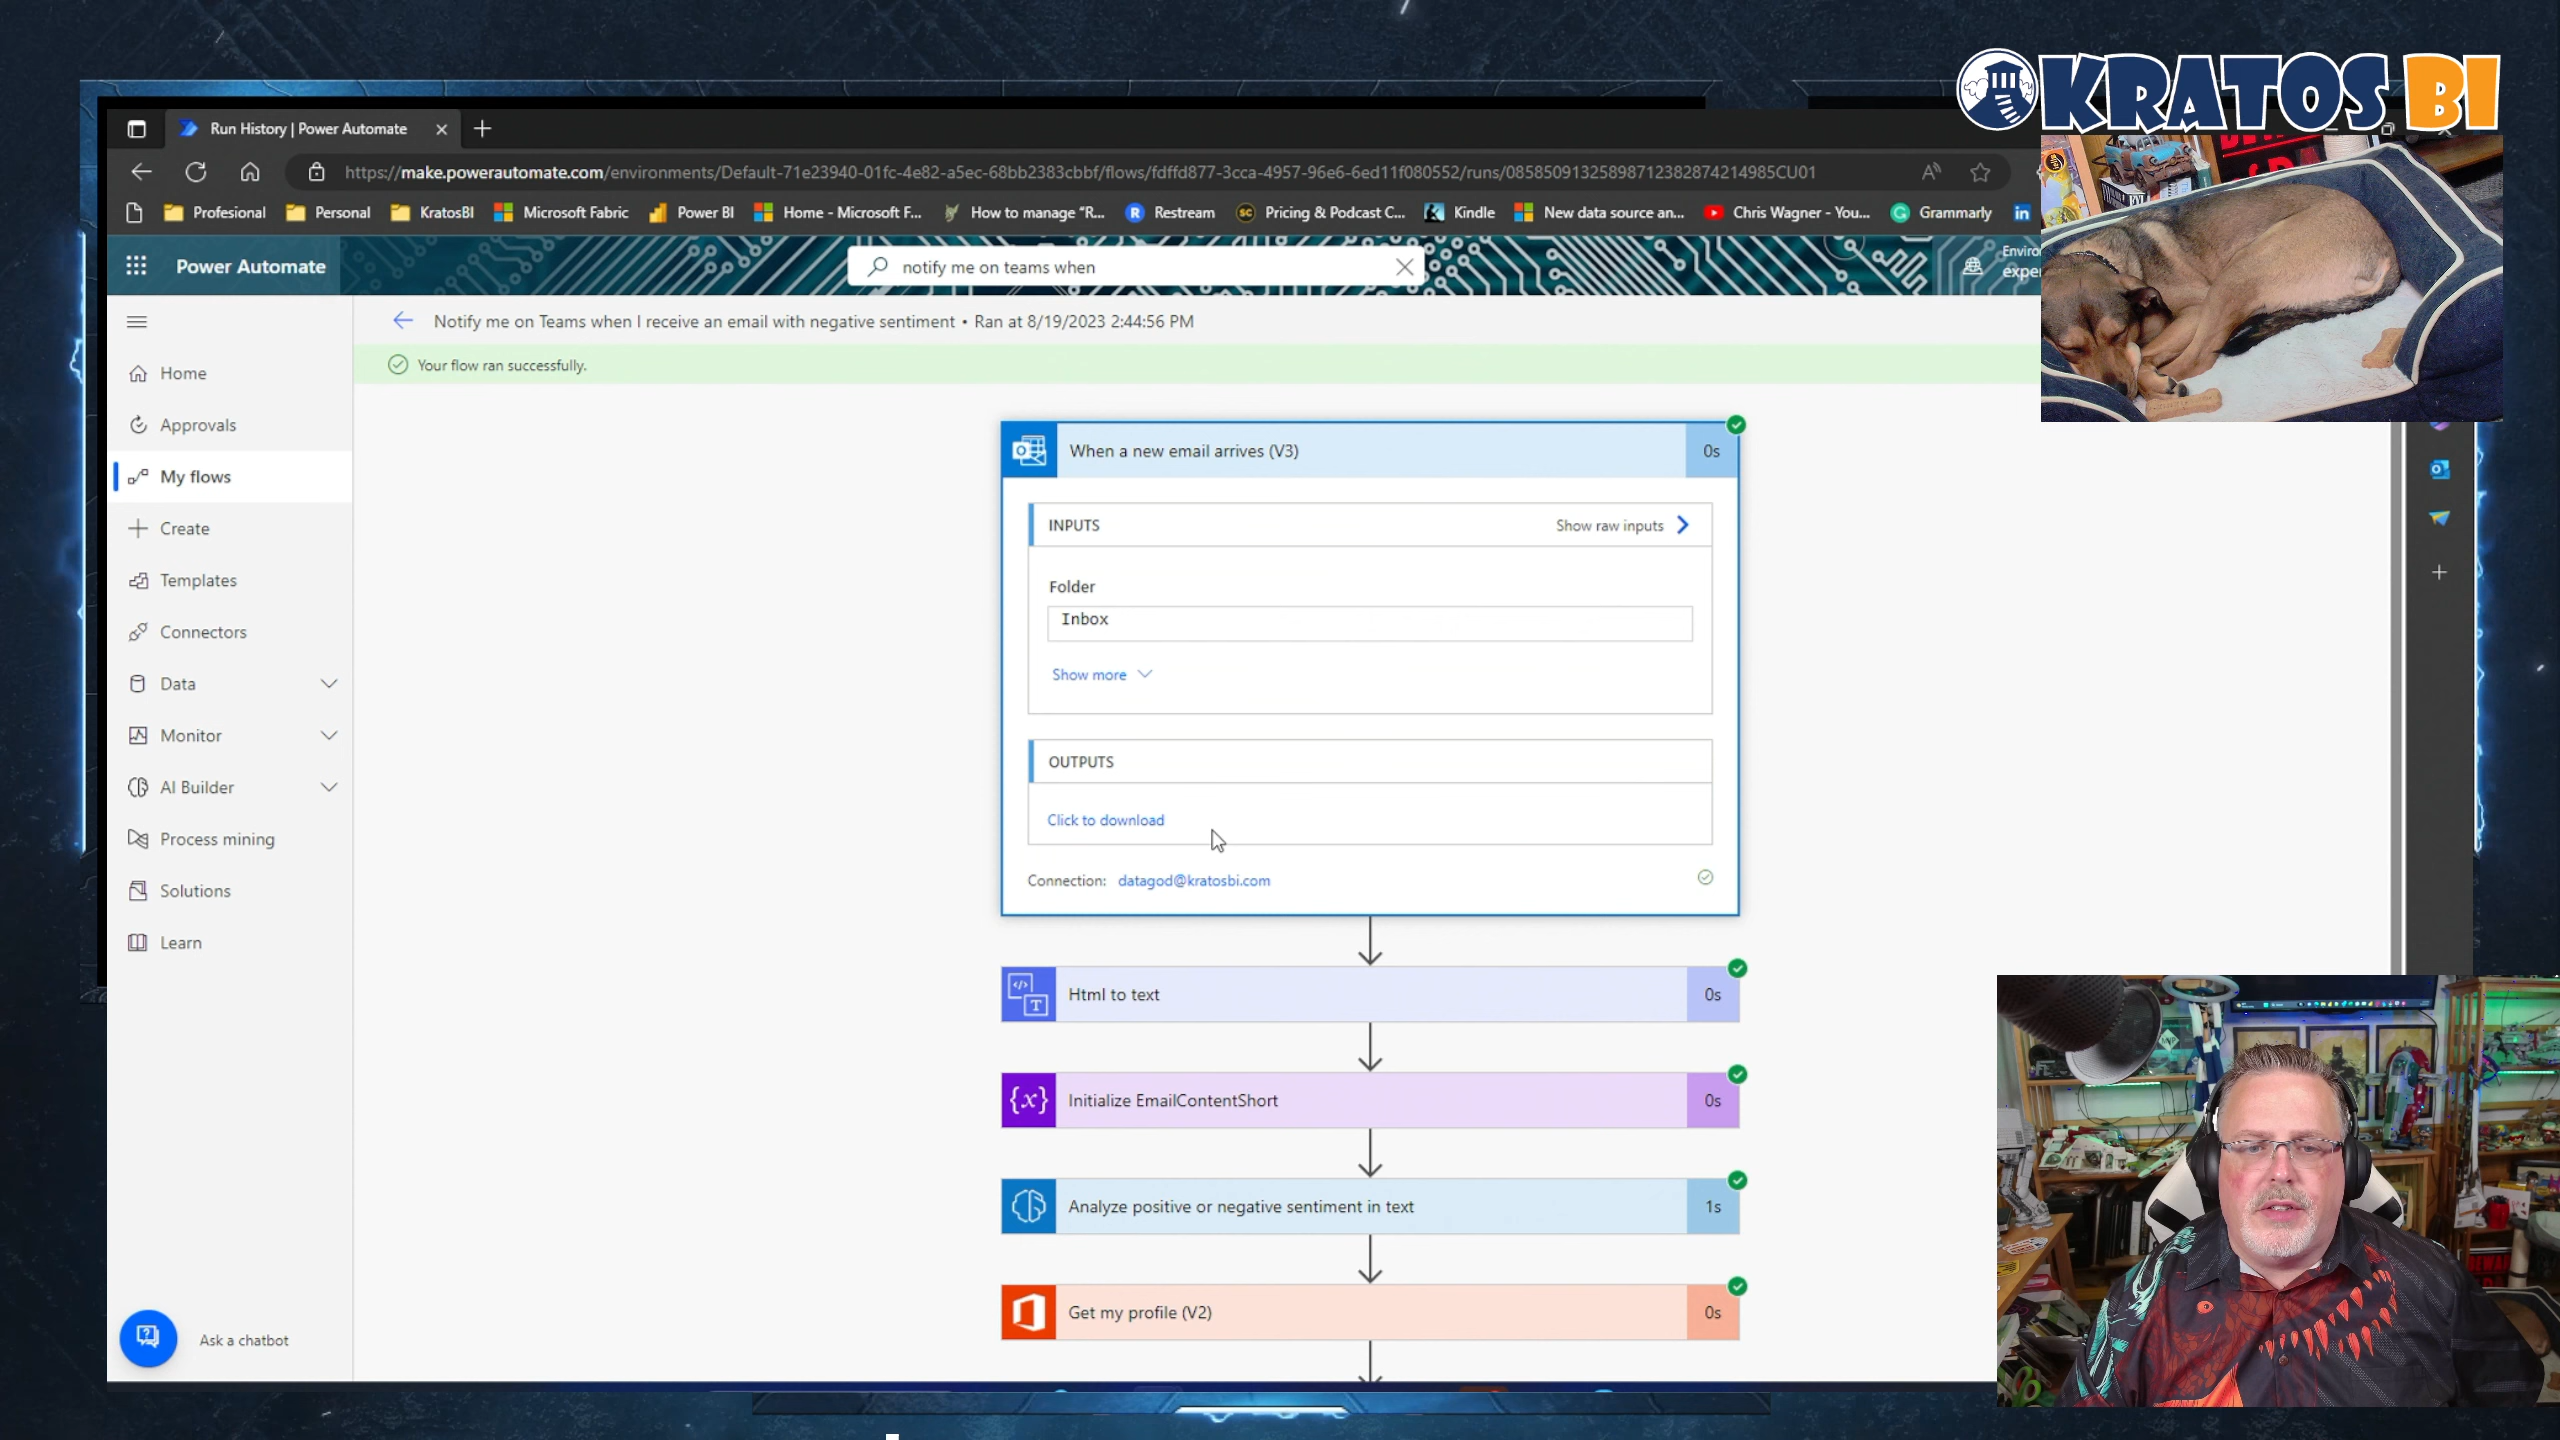 KRATOS BI
Run History | Power Automate
https://make.powerautomate.com/environments/Default-71e23940-01fc-4e82-a5ec-68bb2383cbbf/flows/fdffd877-3cca-4957-96e6-6ed11f080552/runs/08585091325898712382874214985CU01
Profesional
Personal
KratosBI
Microsoft Fabric
Power BI
Home - Microsoft F...
How to manage “R...
Restream
Pricing & Podcast C...
Kindle
New data source an...
Chris Wagner - You...
Grammarly
Power Automate
notify me on teams when
Notify me on Teams when I receive an email with negative sentiment • Ran at 8/19/2023 2:44:56 PM
Your flow ran successfully.
Home
Approvals
My flows
Create
Templates
Connectors
Data
Monitor
AI Builder
Process mining
Solutions
Learn
Ask a chatbot
When a new email arrives (V3)
0s
INPUTS
Show raw inputs
Folder
Inbox
Show more
OUTPUTS
Click to download
Connection: datagod@kratosbi.com
Html to text
0s
Initialize EmailContentShort
0s
Analyze positive or negative sentiment in text
1s
Get my profile (V2)
0s